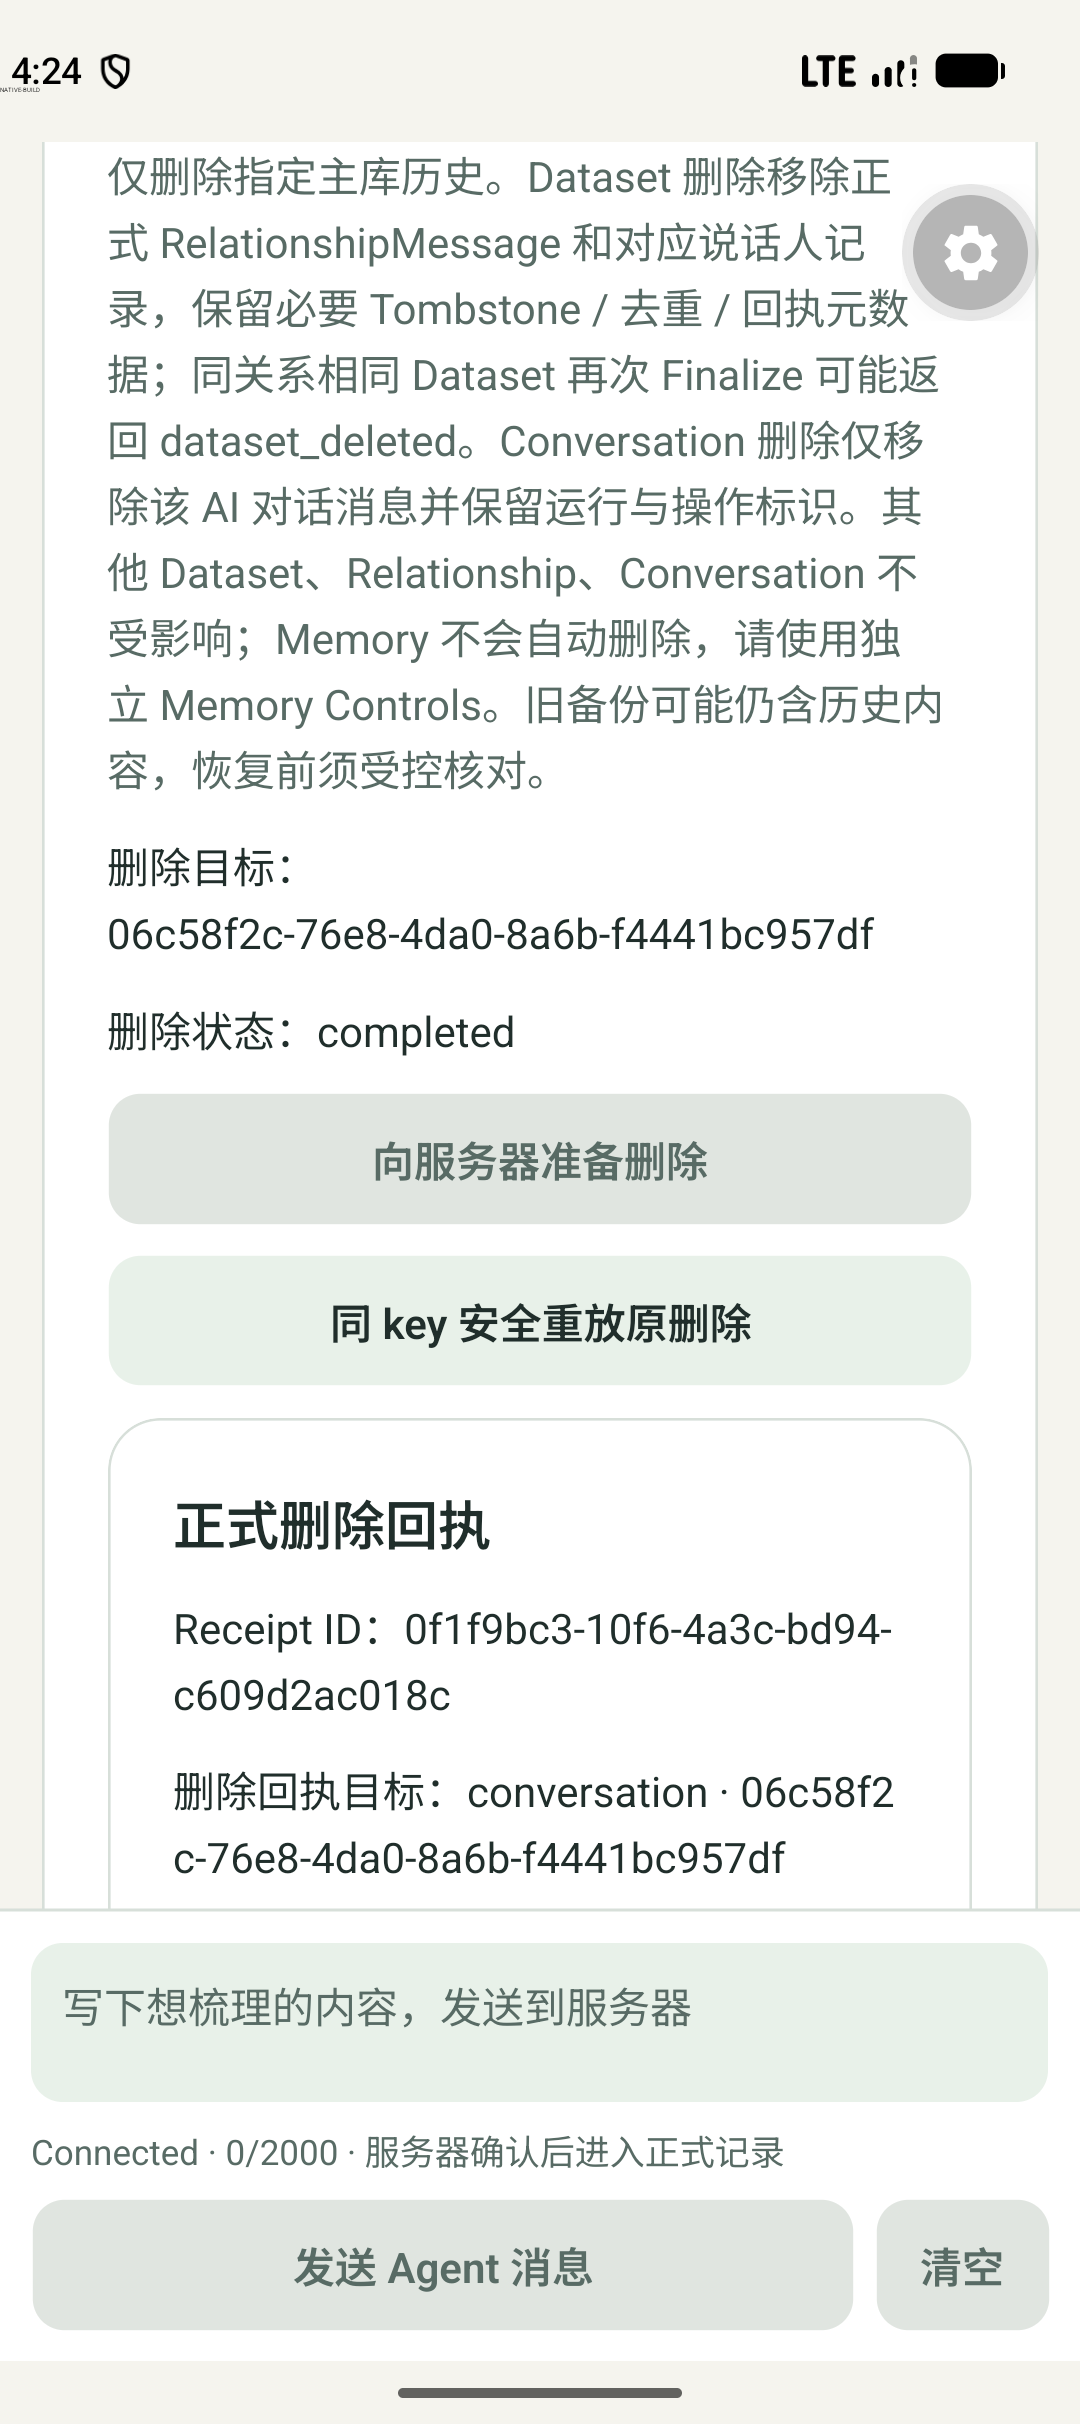 4:24
LTE
NATIVE-BUILD
仅删除指定主库历史。Dataset 删除移除正
式 RelationshipMessage 和对应说话人记
录，保留必要 Tombstone / 去重 / 回执元数
据；同关系相同 Dataset 再次 Finalize 可能返
回 dataset_deleted。Conversation 删除仅移
除该 AI 对话消息并保留运行与操作标识。其
他 Dataset、Relationship、Conversation 不
受影响；Memory 不会自动删除，请使用独
立 Memory Controls。旧备份可能仍含历史内
容，恢复前须受控核对。
删除目标：
06c58f2c-76e8-4da0-8a6b-f4441bc957df
删除状态：completed
向服务器准备删除
同 key 安全重放原删除
正式删除回执
Receipt ID：0f1f9bc3-10f6-4a3c-bd94-
c609d2ac018c
删除回执目标：conversation · 06c58f2
c-76e8-4da0-8a6b-f4441bc957df
写下想梳理的内容，发送到服务器
Connected · 0/2000 · 服务器确认后进入正式记录
发送 Agent 消息
清空